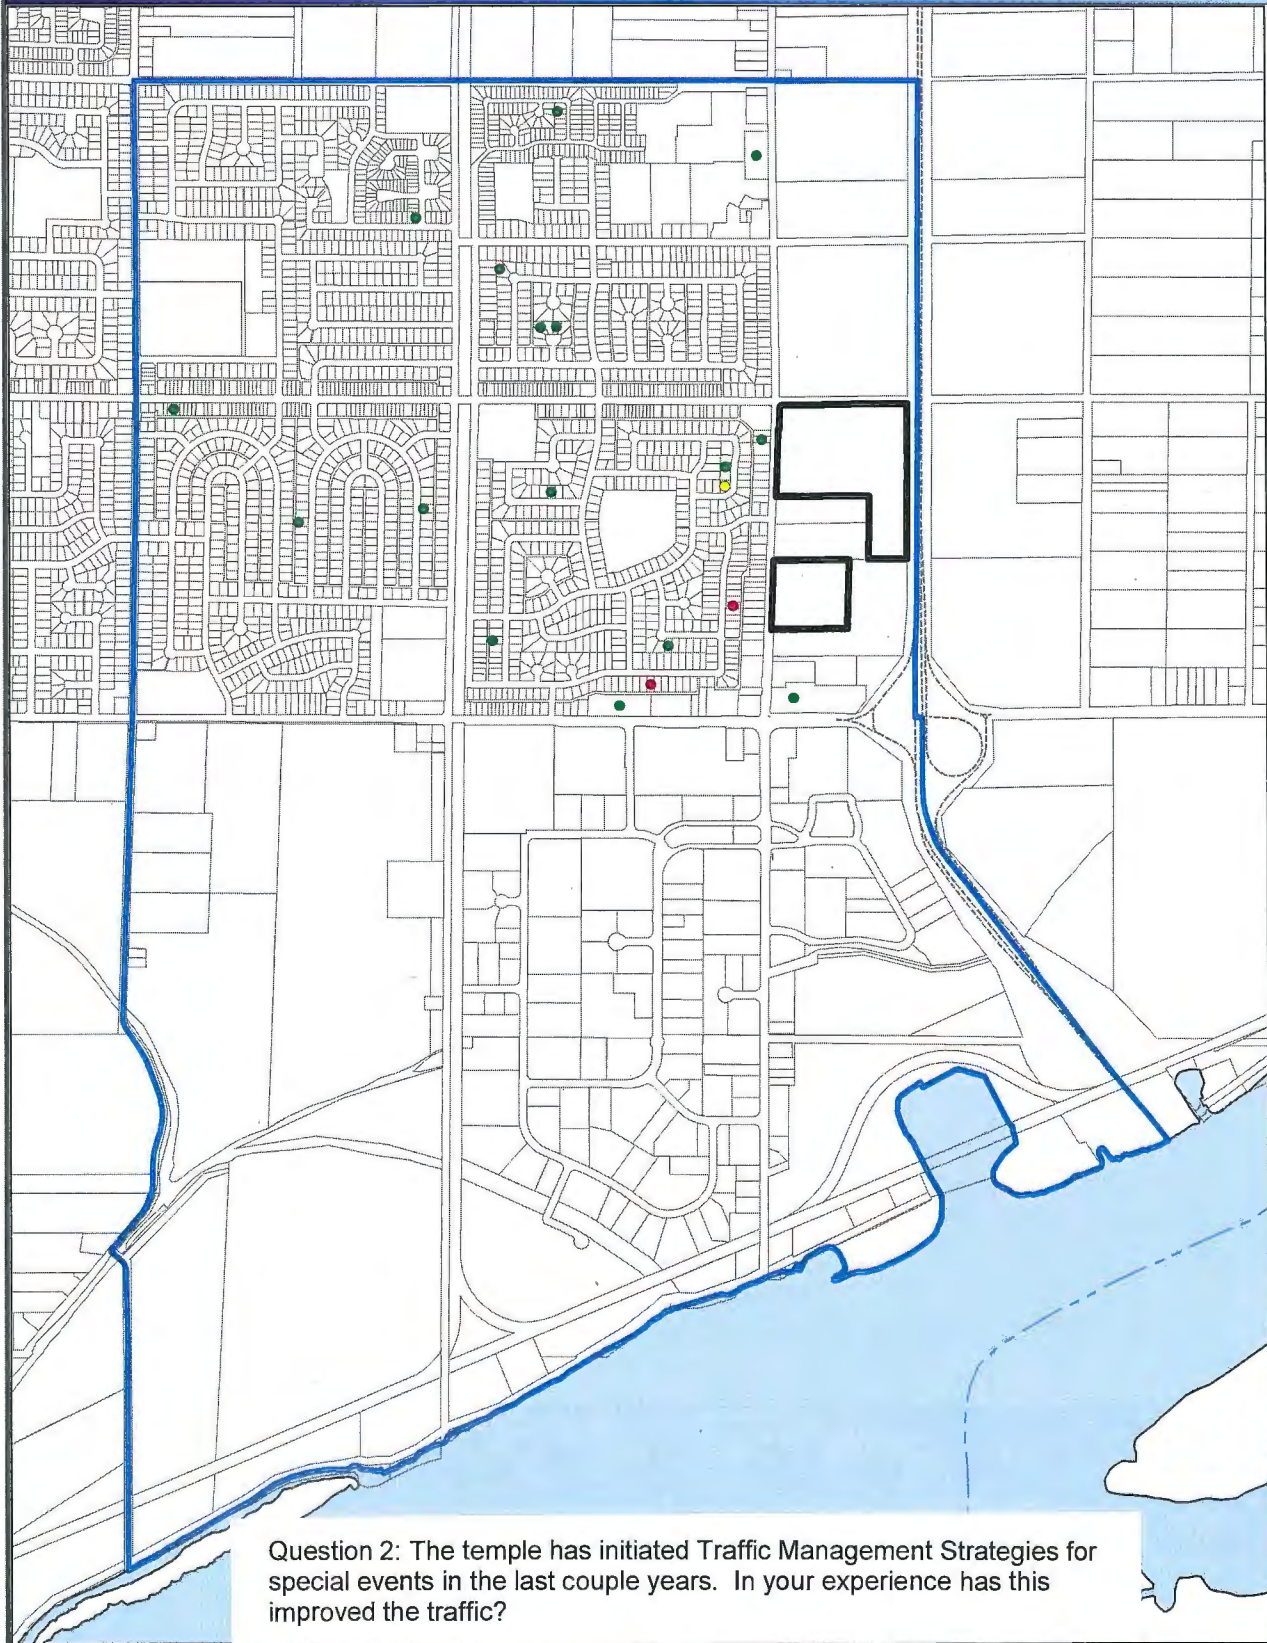 Question 2: The temple has initiated Traffic Management Strategies for
special events in the last couple years. In your experience has this
improved the traffic?